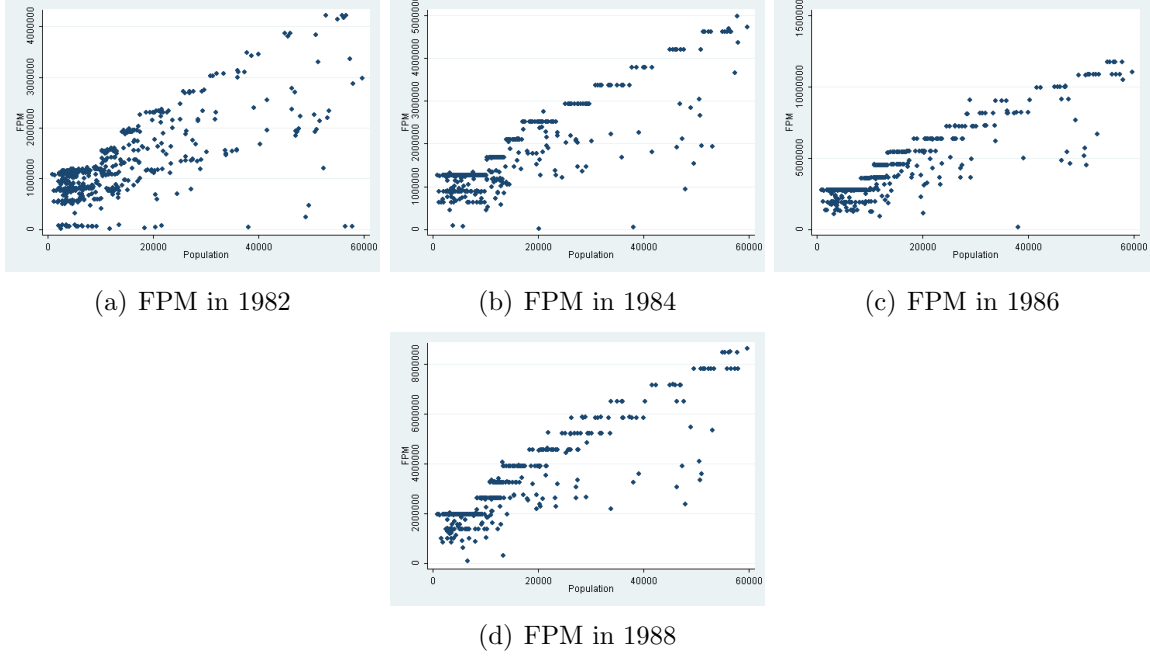 4000000
3000000
2000000
1000000
0
FPM
0 20000 40000 60000
Population
(a) FPM in 1982
5000000
4000000
3000000
2000000
1000000
0
FPM
0 20000 40000 60000
Population
(b) FPM in 1984
15000000
10000000
5000000
0
FPM
0 20000 40000 60000
Population
(c) FPM in 1986
8000000
6000000
4000000
2000000
0
FPM
0 20000 40000 60000
Population
(d) FPM in 1988